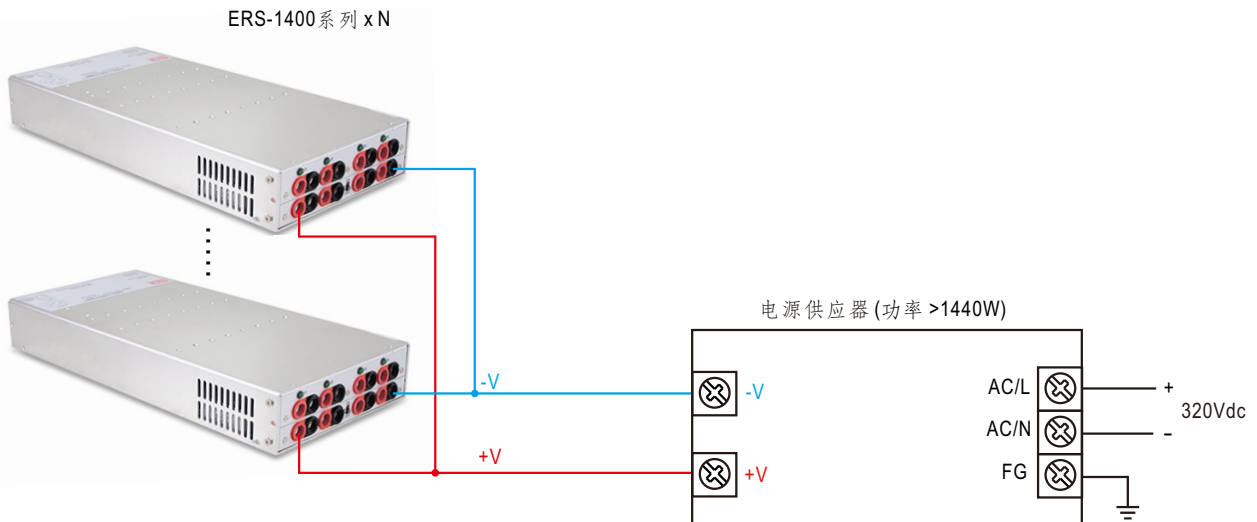 ERS-1400系列 x N
电源供应器(功率 >1440W)
-V
-V
AC/L
+
320Vdc
AC/N
-
+V
+V
FG